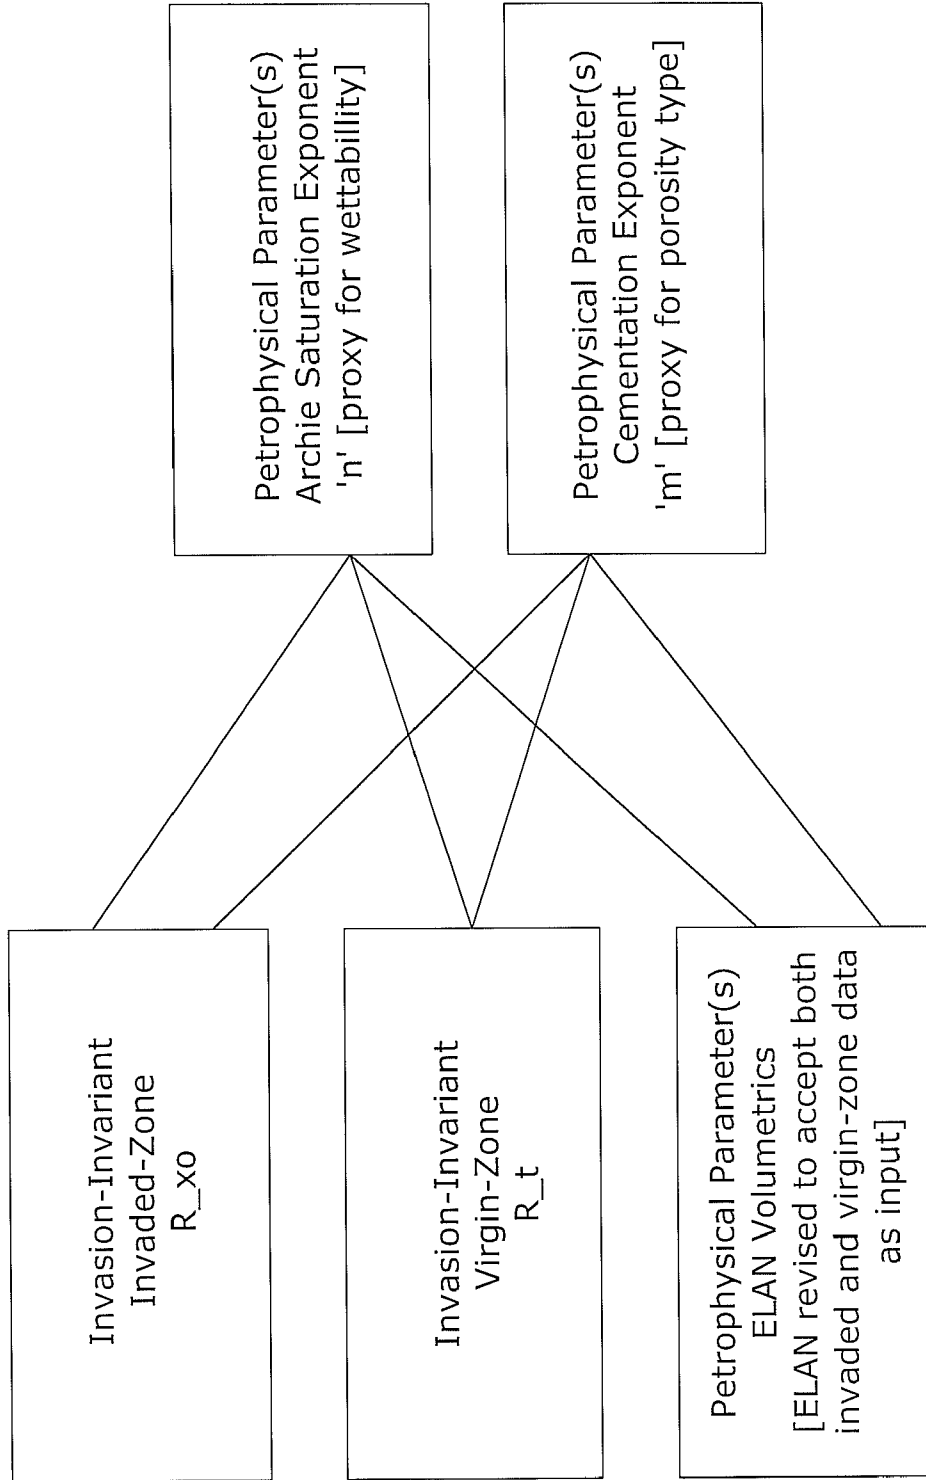 Invasion-Invariant
Invaded-Zone
R_xo
Invasion-Invariant
Virgin-Zone
R_t
Petrophysical Parameter(s)
ELAN Volumetrics
[ELAN revised to accept both
invaded and virgin-zone data
as input]
Petrophysical Parameter(s)
Archie Saturation Exponent
'n' [proxy for wettabillity]
Petrophysical Parameter(s)
Cementation Exponent
'm' [proxy for porosity type]